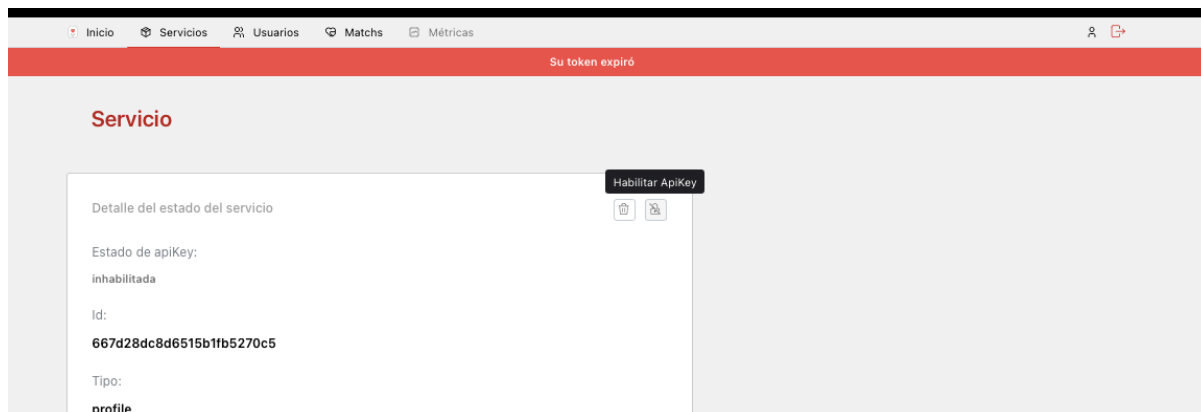 Inicio Servicios Usuarios Matchs Métricas
Su token expiró
Servicio
Habilitar ApiKey
Detalle del estado del servicio
Estado de apiKey:
inhabilitada
Id:
667d28dc8d6515b1fb5270c5
Tipo:
profile